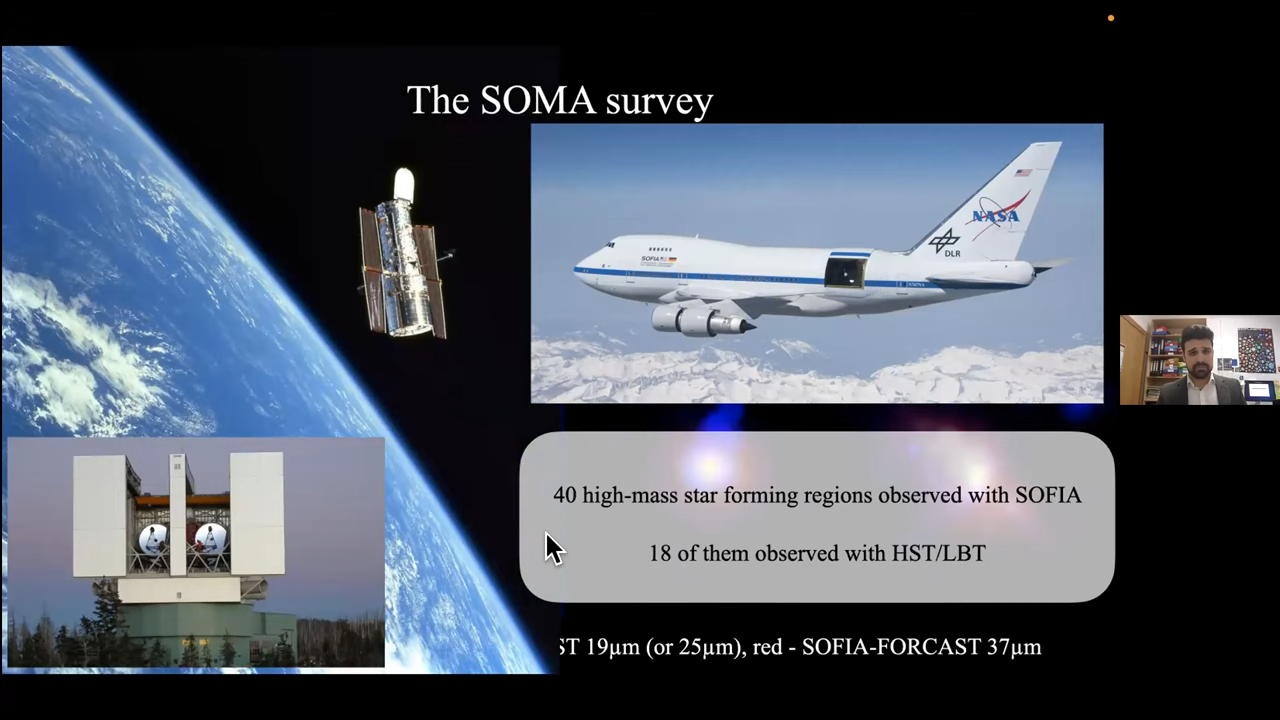 The SOMA survey
NASA
DLR
SOFIA
40 high-mass star forming regions observed with SOFIA
18 of them observed with HST/LBT
ST 19µm (or 25µm), red - SOFIA-FORCAST 37µm